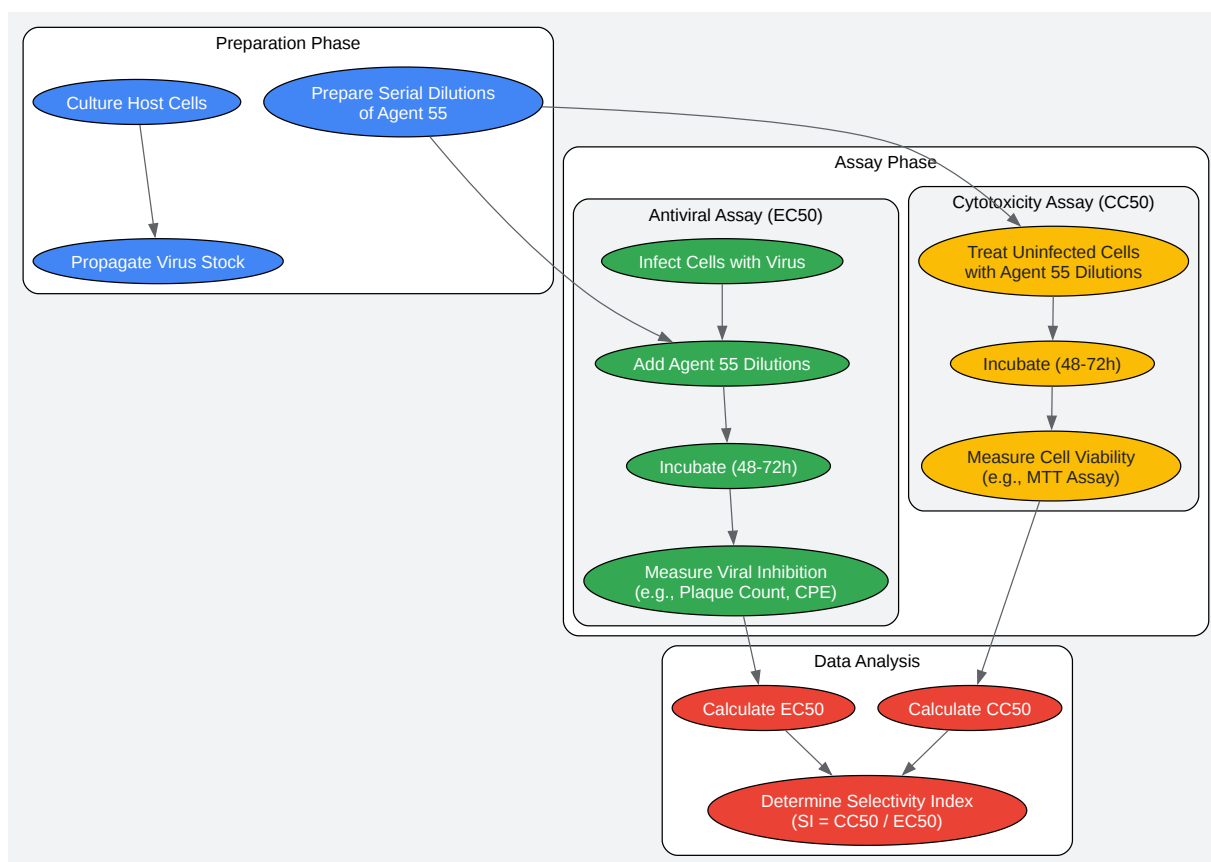 Preparation Phase
Culture Host Cells
Prepare Serial Dilutions
of Agent 55
Propagate Virus Stock
Assay Phase
Antiviral Assay (EC50)
Infect Cells with Virus
Add Agent 55 Dilutions
Incubate (48-72h)
Measure Viral Inhibition
(e.g., Plaque Count, CPE)
Cytotoxicity Assay (CC50)
Treat Uninfected Cells
with Agent 55 Dilutions
Incubate (48-72h)
Measure Cell Viability
(e.g., MTT Assay)
Data Analysis
Calculate EC50
Calculate CC50
Determine Selectivity Index
(SI = CC50 / EC50)